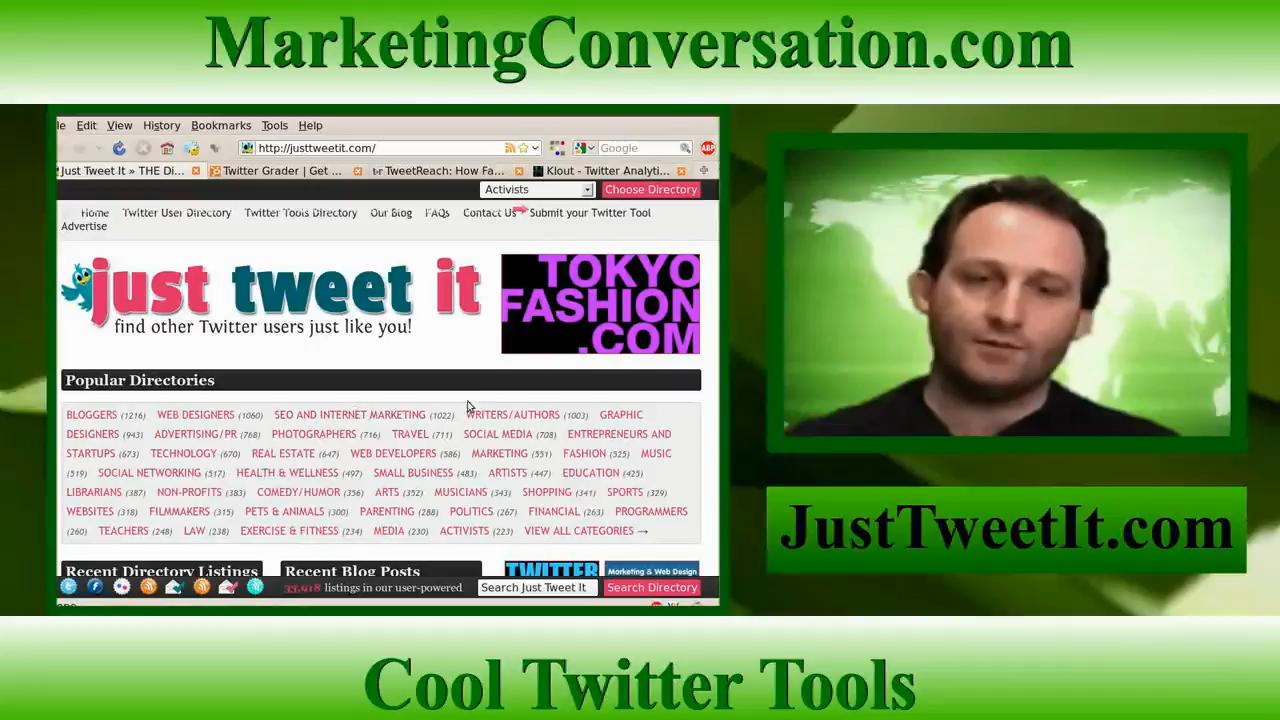 MarketingConversation.com
le Edit View History Bookmarks Tools Help
http://justtweetit.com/ Google ABP
Just Tweet It » THE Di... Twitter Grader | Get ... TweetReach: How Fa... Klout - Twitter Analyti...
Activists Choose Directory
Home Twitter User Directory Twitter Tools Directory Our Blog FAQs Contact Us Submit your Twitter Tool
Advertise
just tweet it
find other Twitter users just like you!
TOKYO
FASHION
.COM
Popular Directories
BLOGGERS (1216) WEB DESIGNERS (1060) SEO AND INTERNET MARKETING (1022) WRITERS/AUTHORS (1003) GRAPHIC
DESIGNERS (943) ADVERTISING/PR (768) PHOTOGRAPHERS (716) TRAVEL (711) SOCIAL MEDIA (708) ENTREPRENEURS AND
STARTUPS (673) TECHNOLOGY (670) REAL ESTATE (647) WEB DEVELOPERS (586) MARKETING (551) FASHION (525) MUSIC
(519) SOCIAL NETWORKING (517) HEALTH & WELLNESS (497) SMALL BUSINESS (483) ARTISTS (447) EDUCATION (425)
LIBRARIANS (387) NON-PROFITS (383) COMEDY/HUMOR (356) ARTS (352) MUSICIANS (343) SHOPPING (341) SPORTS (329)
WEBSITES (318) FILMMAKERS (315) PETS & ANIMALS (300) PARENTING (288) POLITICS (267) FINANCIAL (263) PROGRAMMERS
(260) TEACHERS (248) LAW (238) EXERCISE & FITNESS (234) MEDIA (230) ACTIVISTS (223) VIEW ALL CATEGORIES →
Recent Directory Listings Recent Blog Posts TWITTER Marketing & Web Design
listings in our user-powered Search Just Tweet It Search Directory
JustTweetIt.com
Cool Twitter Tools